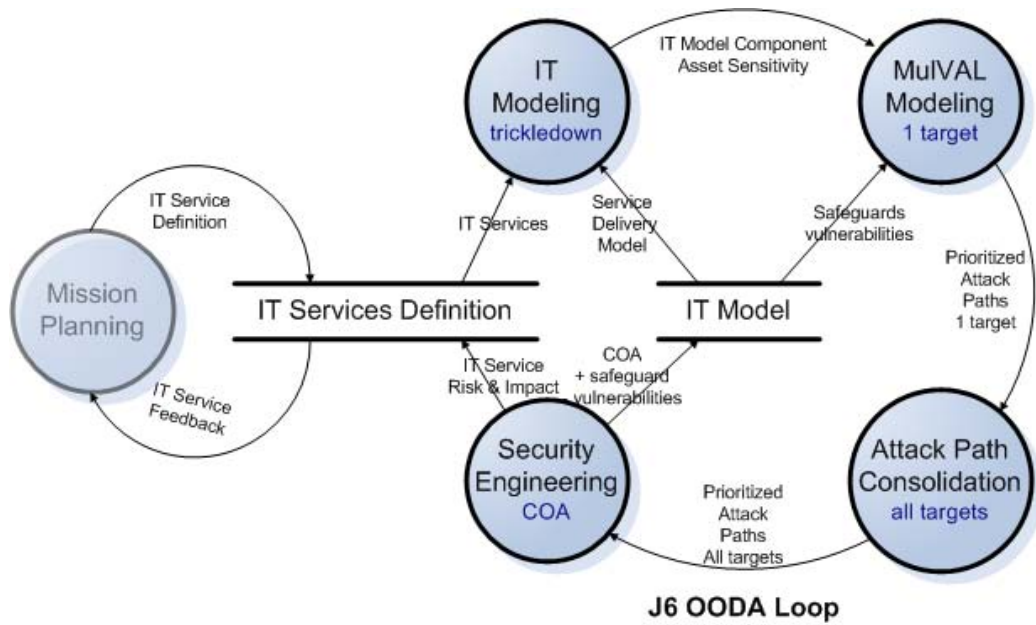 IT
Modeling
trickledown
IT Model Component
Asset Sensitivity
MulVAL
Modeling
1 target
IT Service
Definition
IT Services
Service
Delivery
Model
Safeguards
vulnerabilities
Mission
Planning
IT Services Definition
IT Model
Prioritized
Attack
Paths
1 target
IT Service
Feedback
IT Service
Risk & Impact
COA
+ safeguard
vulnerabilities
Security
Engineering
COA
Prioritized
Attack
Paths
All targets
Attack Path
Consolidation
all targets
J6 OODA Loop